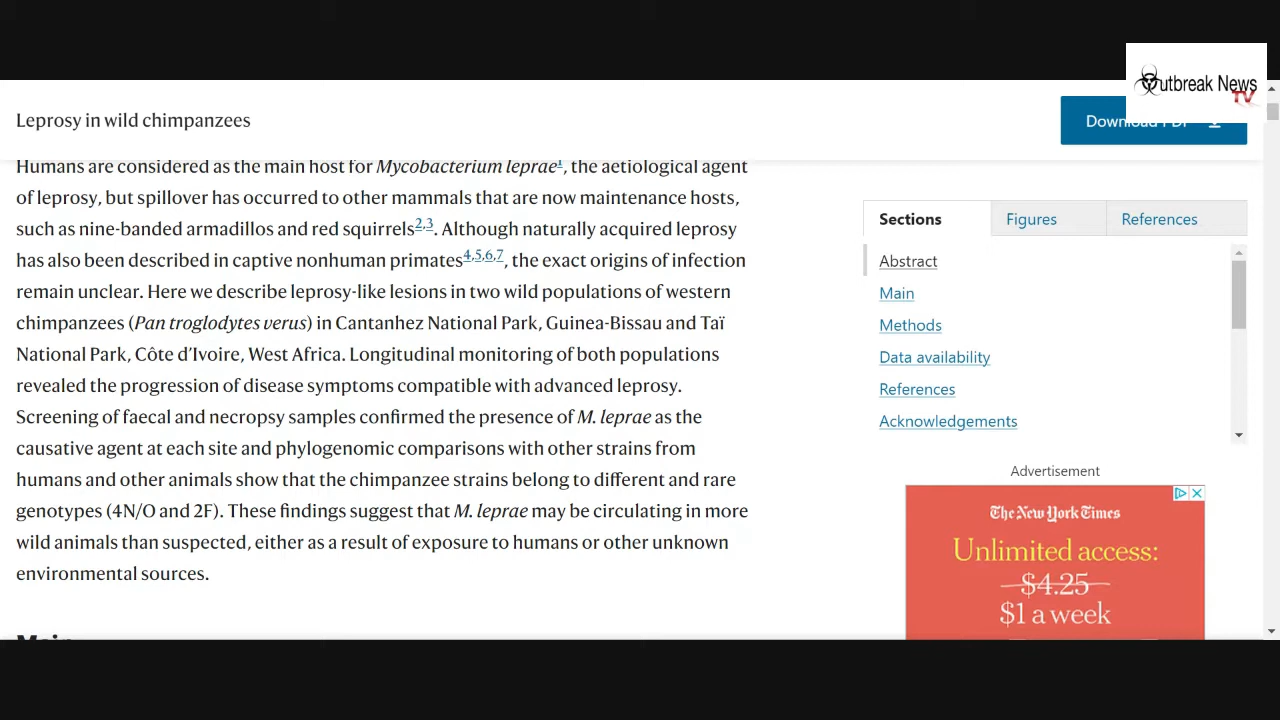 Outbreak News
TV
Leprosy in wild chimpanzees
Download PDF
Humans are considered as the main host for Mycobacterium leprae1, the aetiological agent
of leprosy, but spillover has occurred to other mammals that are now maintenance hosts,
such as nine-banded armadillos and red squirrels2,3. Although naturally acquired leprosy
has also been described in captive nonhuman primates4,5,6,7, the exact origins of infection
remain unclear. Here we describe leprosy-like lesions in two wild populations of western
chimpanzees (Pan troglodytes verus) in Cantanhez National Park, Guinea-Bissau and Taï
National Park, Côte d’Ivoire, West Africa. Longitudinal monitoring of both populations
revealed the progression of disease symptoms compatible with advanced leprosy.
Screening of faecal and necropsy samples confirmed the presence of M. leprae as the
causative agent at each site and phylogenomic comparisons with other strains from
humans and other animals show that the chimpanzee strains belong to different and rare
genotypes (4N/O and 2F). These findings suggest that M. leprae may be circulating in more
wild animals than suspected, either as a result of exposure to humans or other unknown
environmental sources.
Main
Sections
Figures
References
Abstract
Main
Methods
Data availability
References
Acknowledgements
Advertisement
The New York Times
Unlimited access:
$4.25
$1 a week